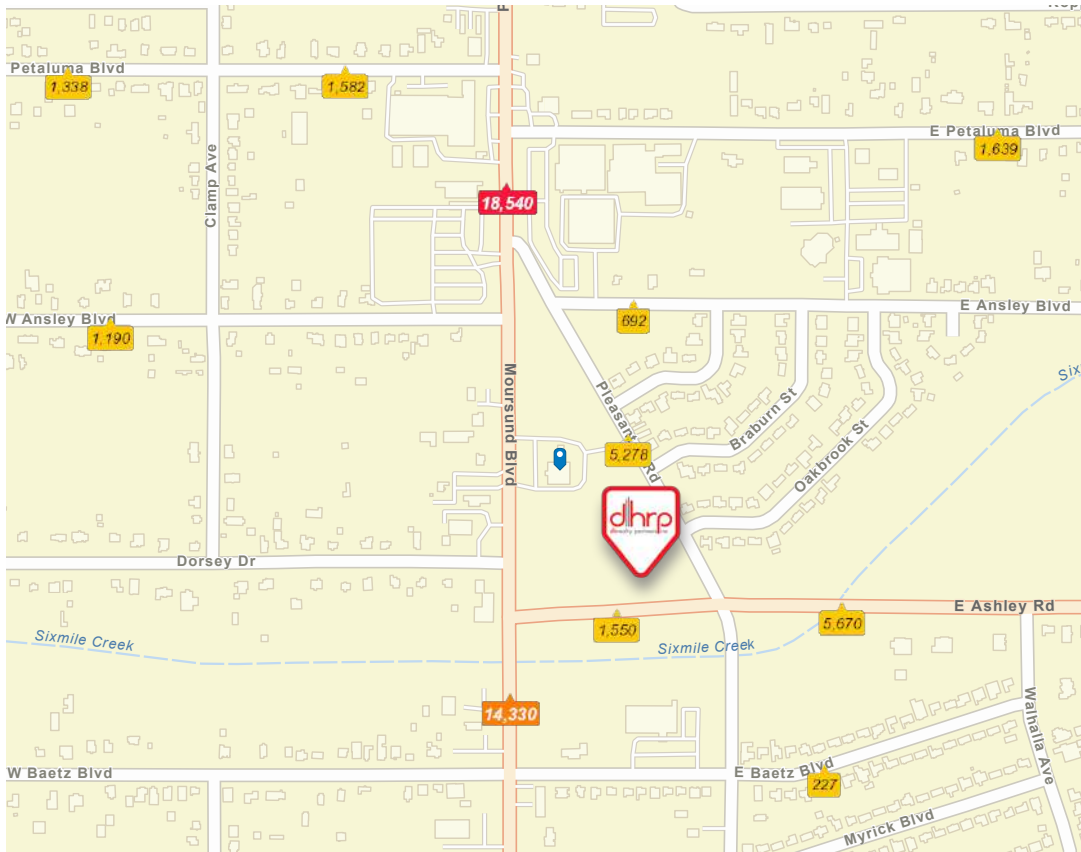 Petaluma Blvd
1,338
1,582
E Petaluma Blvd
1,639
Clamp Ave
18,540
E Ansley Blvd
W Ansley Blvd
1,190
692
Moursund Blvd
Pleasanton Rd
Braburn St
Oakbrook St
5,278
dhrp
Dorsey Dr
E Ashley Rd
1,550
5,670
Sixmile Creek
Sixmile Creek
14,330
Walhalla Ave
W Baetz Blvd
E Baetz Blvd
227
Myrick Blvd